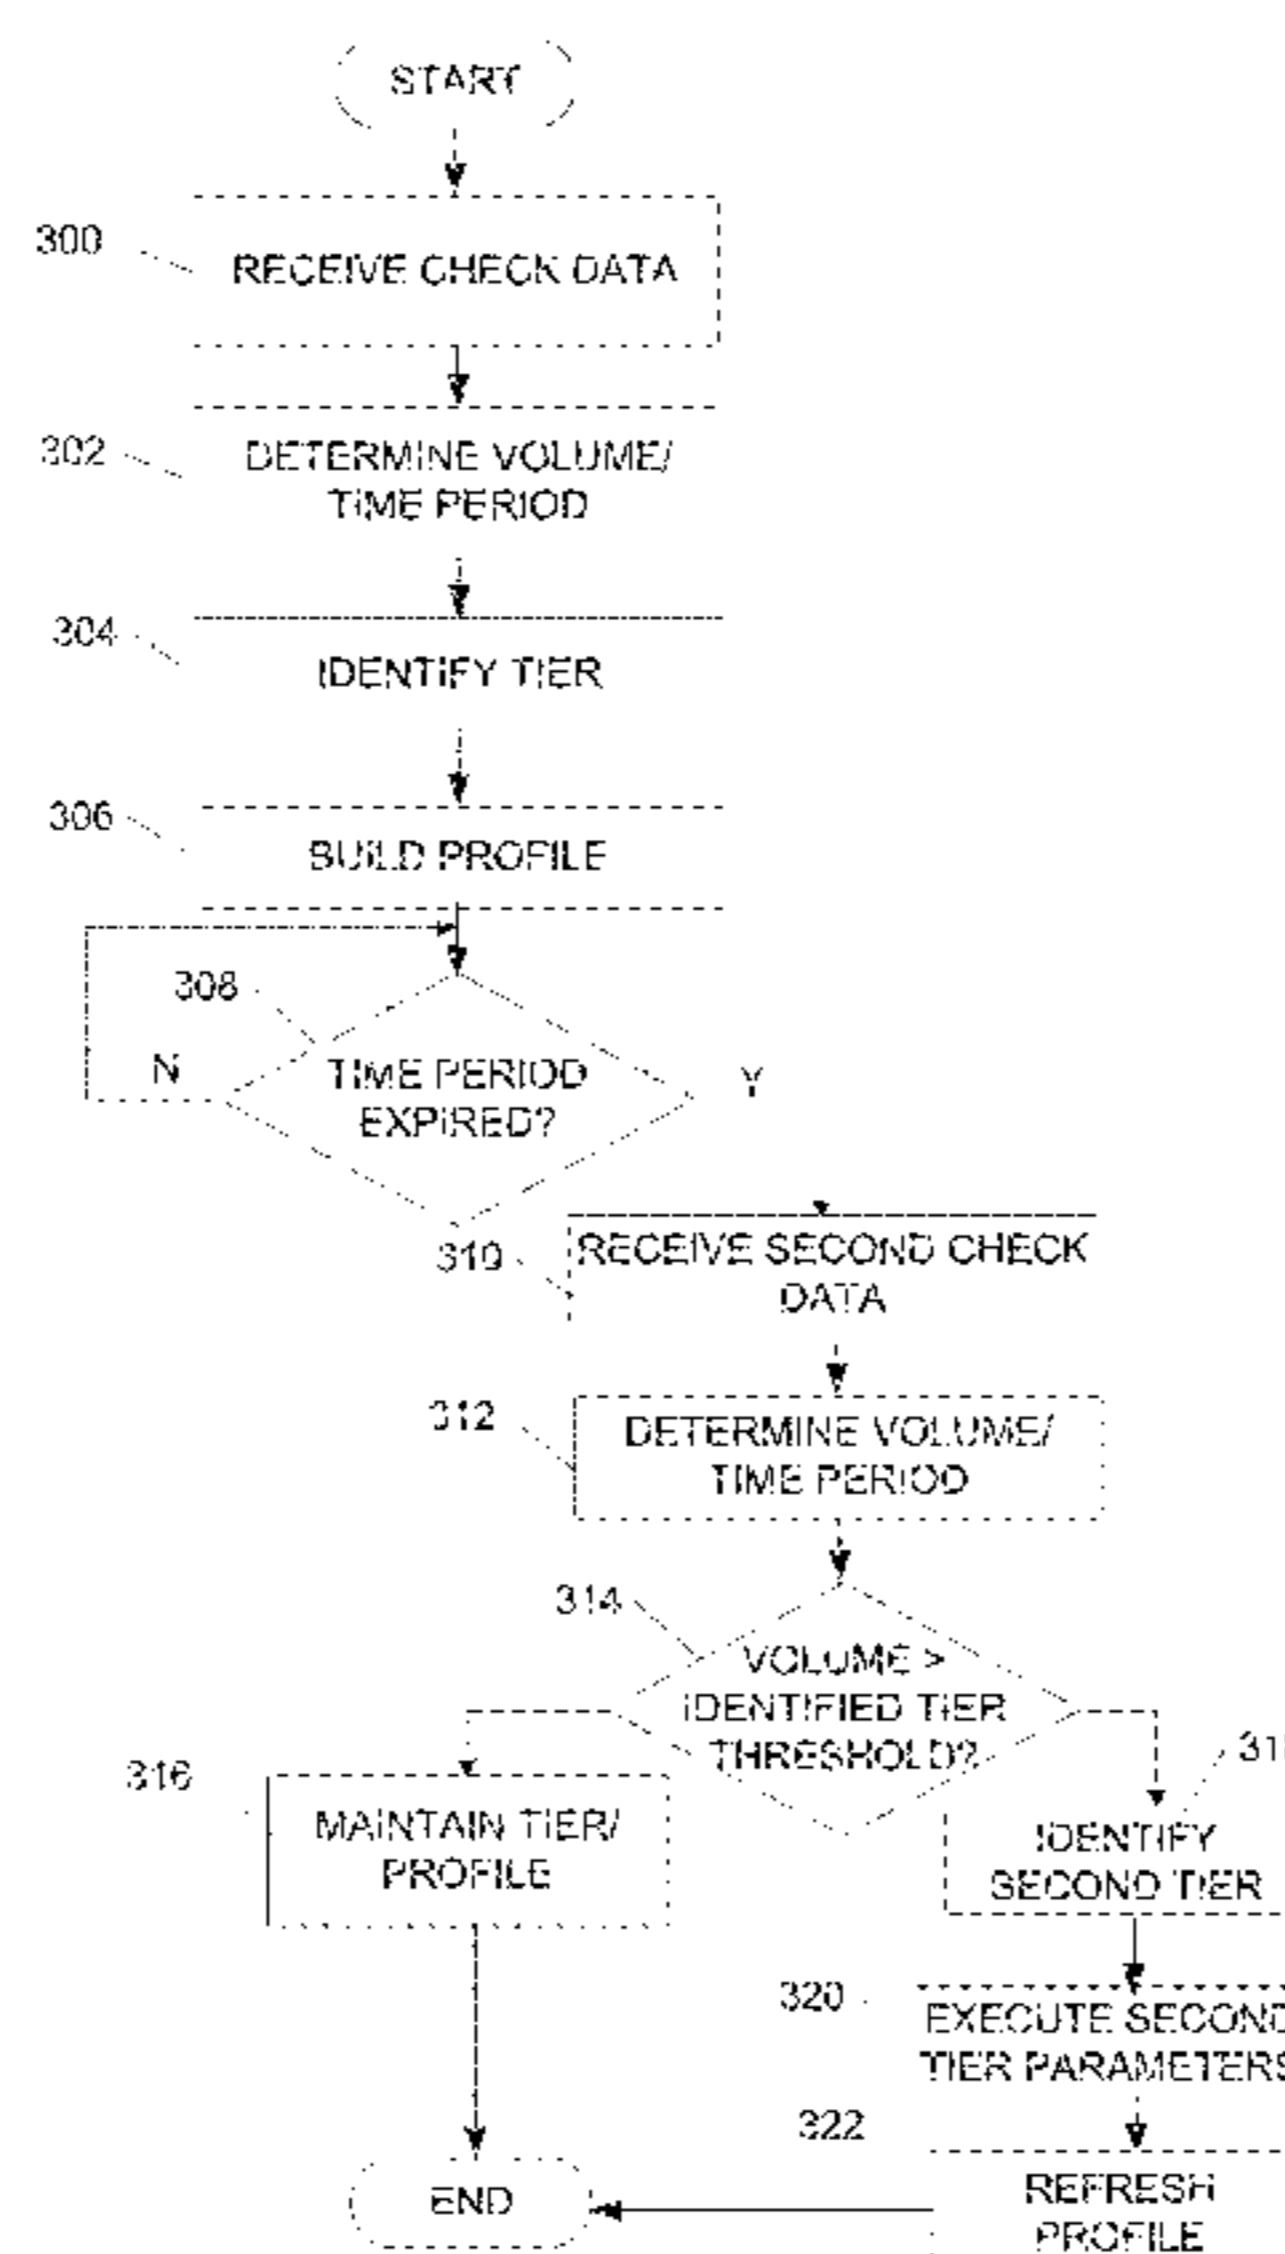 START
300
RECEIVE CHECK DATA
302
DETERMINE VOLUME/
TIME PERIOD
304
IDENTIFY TIER
306
BUILD PROFILE
308
N
TIME PERIOD
EXPIRED?
Y
310
RECEIVE SECOND CHECK
DATA
312
DETERMINE VOLUME/
TIME PERIOD
314
VOLUME >
IDENTIFIED TIER
THRESHOLD?
316
MAINTAIN TIER/
PROFILE
IDENTIFY
SECOND TIER
320
EXECUTE SECOND
TIER PARAMETERS
322
REFRESH
PROFILE
END